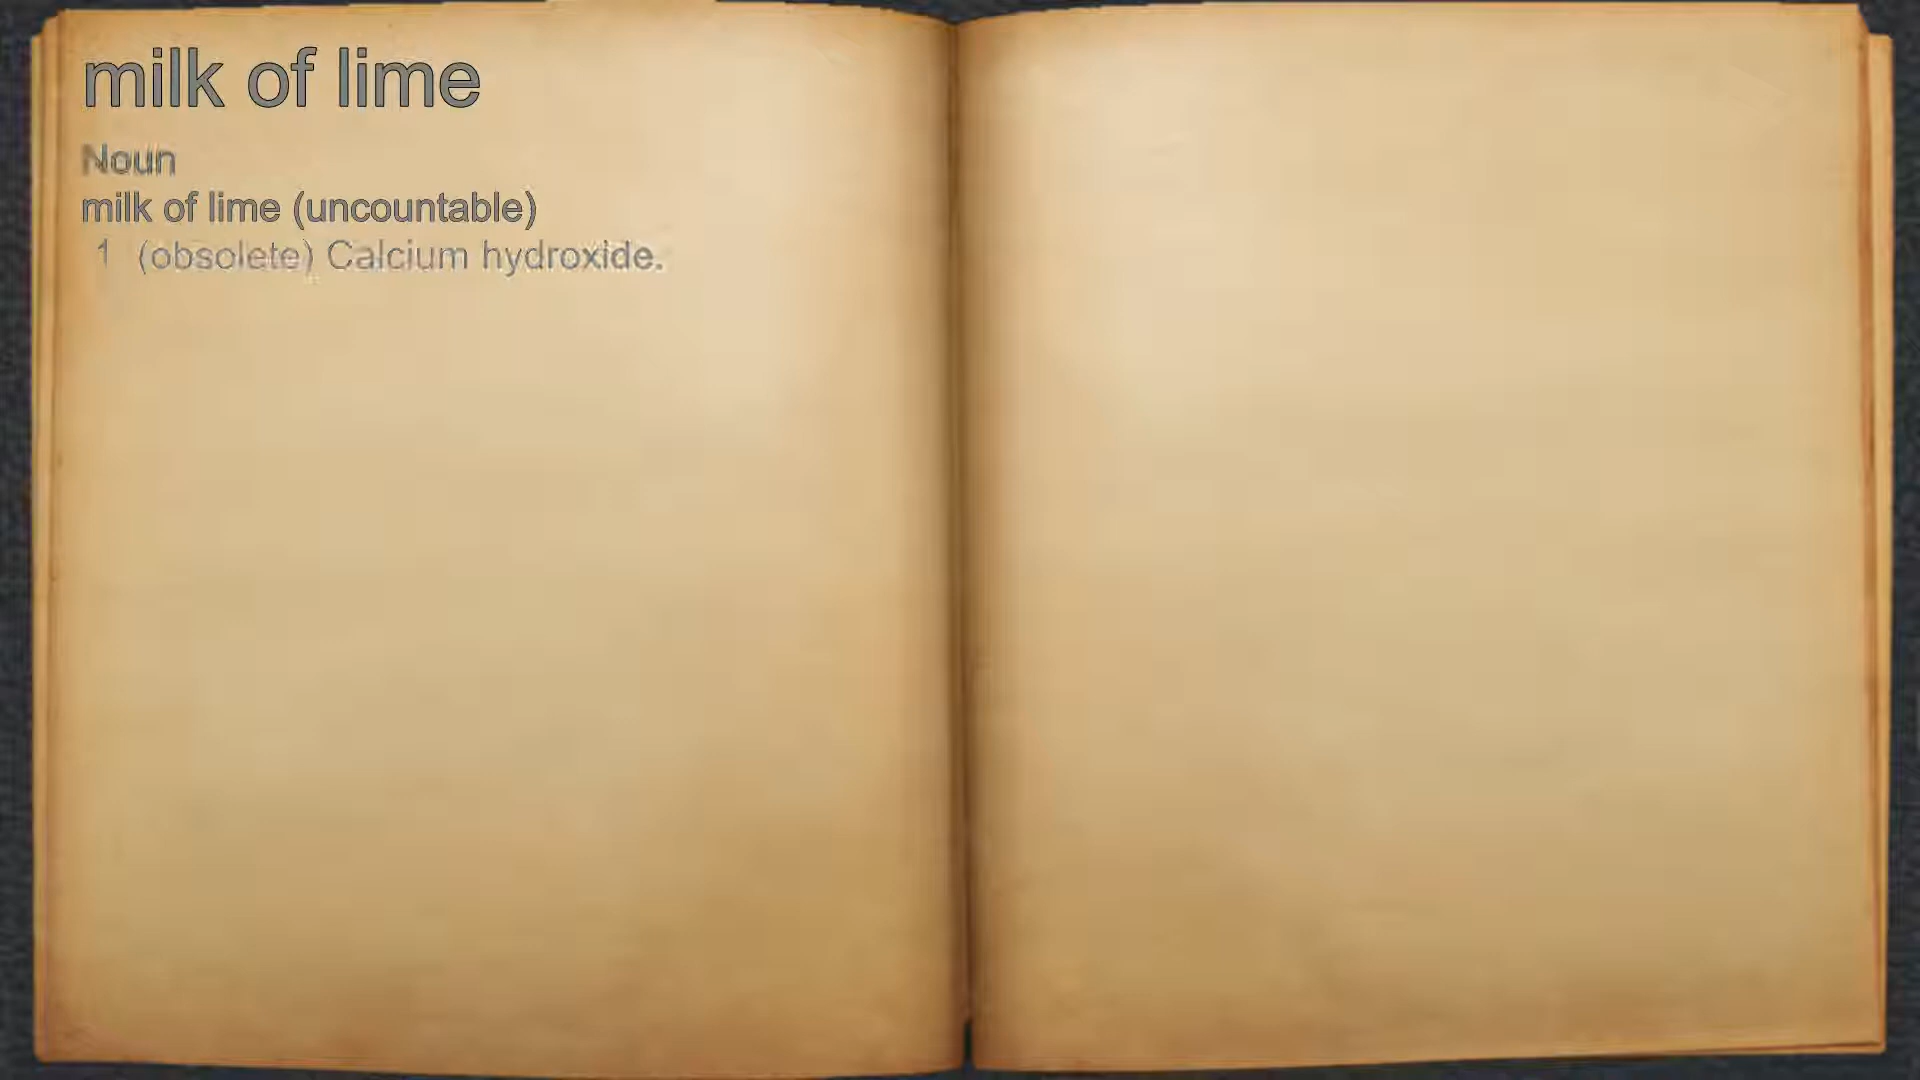 milk of lime
Noun
milk of lime (uncountable)
1 (obsolete) Calcium hydroxide.